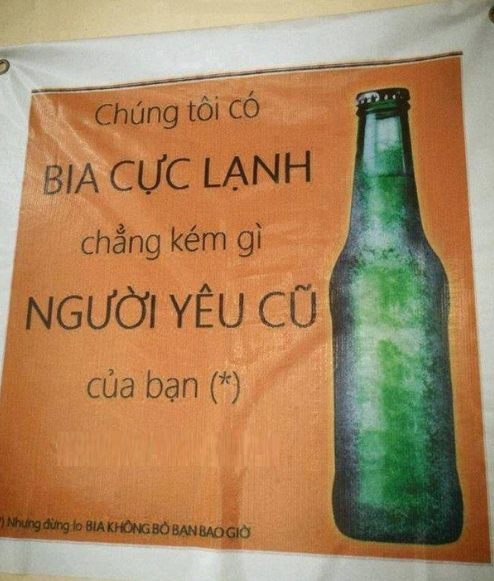 Chúng tôi có
BIA CỰC LẠNH
chẳng kém gì
NGƯỜI YÊU CŨ
của bạn (*)
*) Nhưng đừng lo BIA KHÔNG BỎ BẠN BAO GIỜ